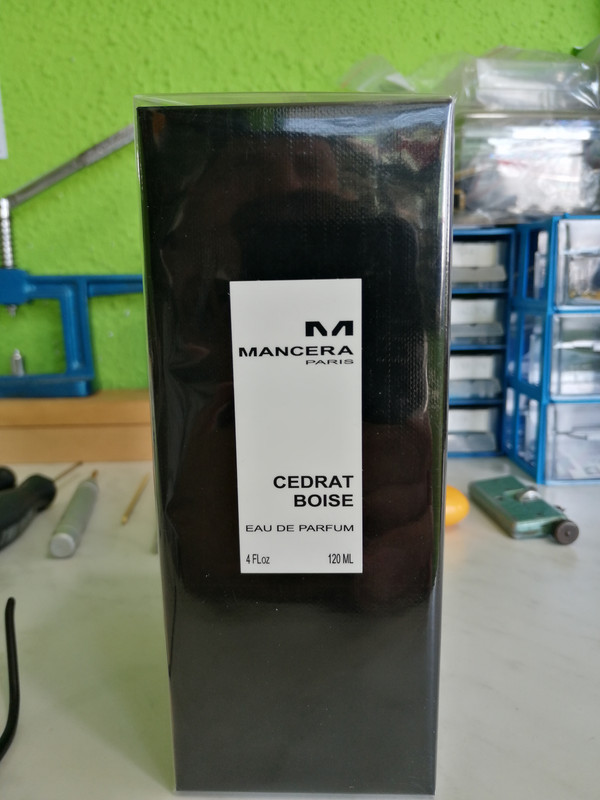 M
MANCERA
PARIS
CEDRAT
BOISE
EAU DE PARFUM
4 FLoz 120 ML